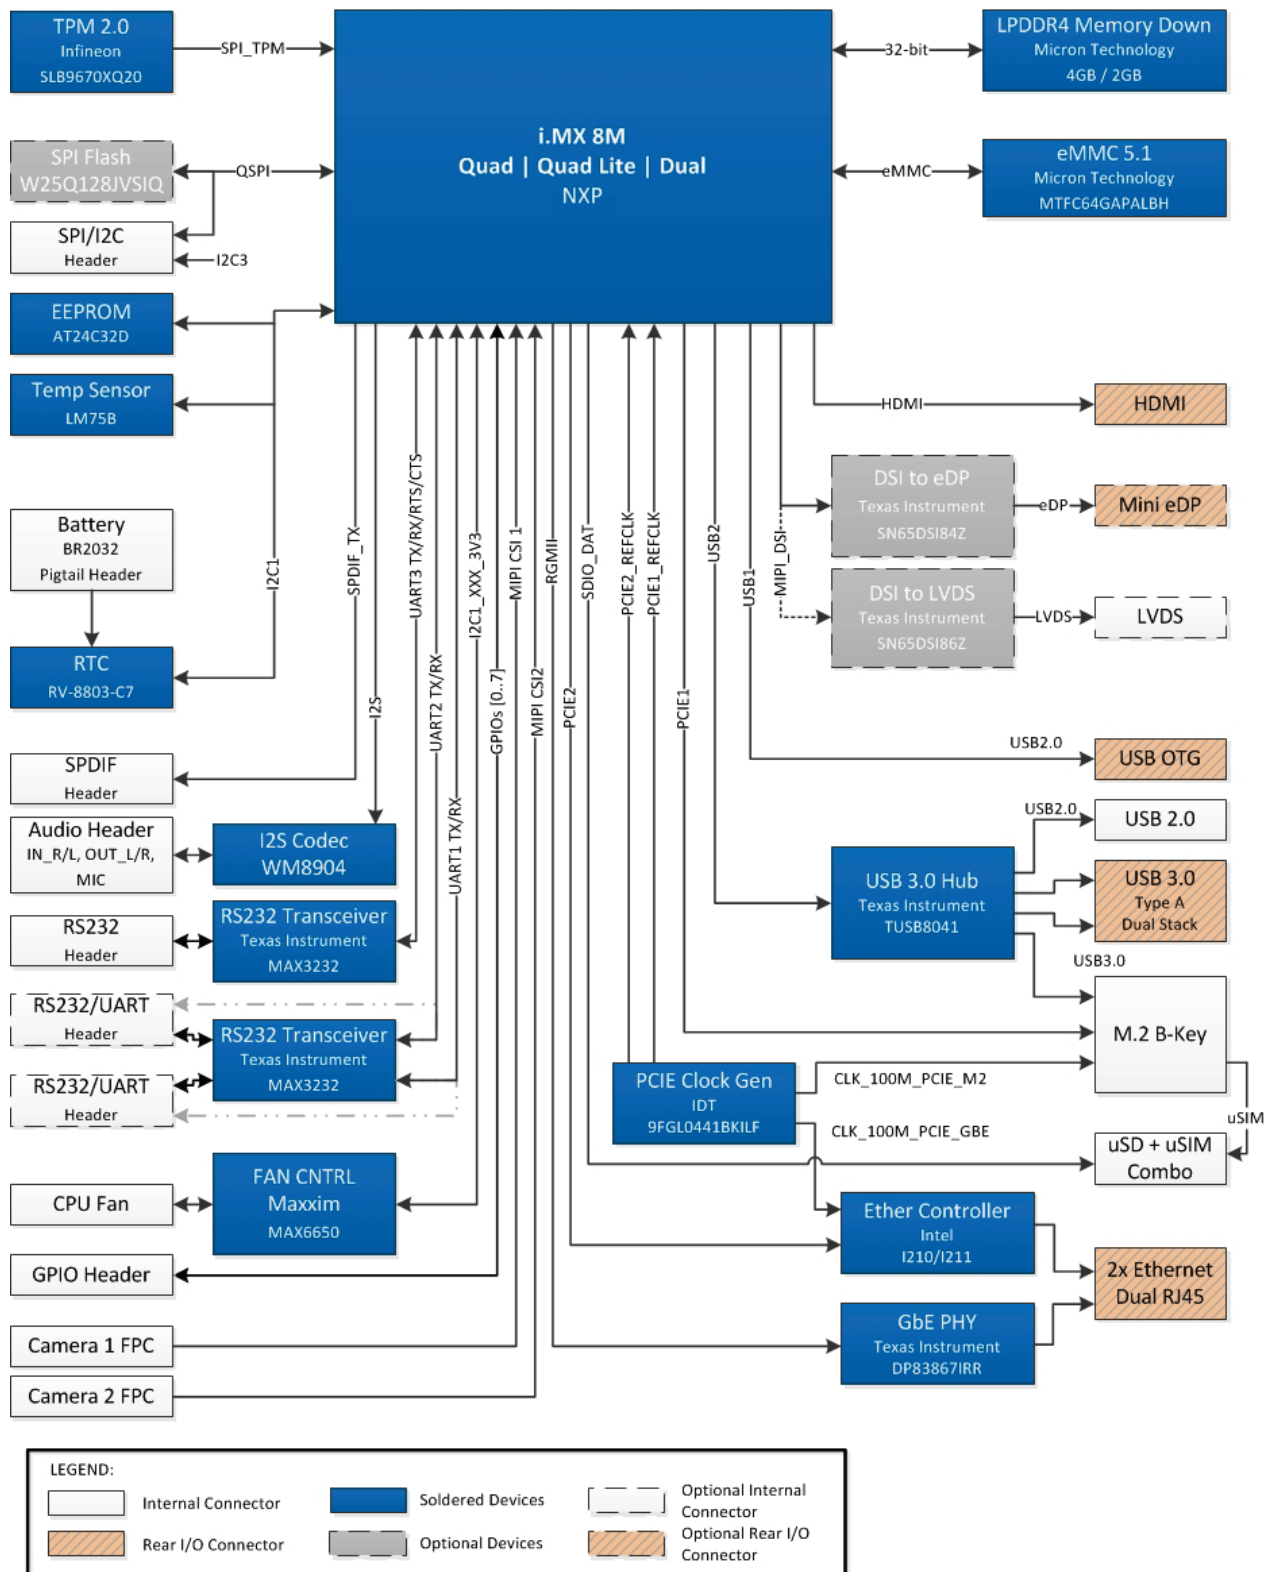 TPM 2.0
Infineon
SLB9670XQ20
SPI_TPM
i.MX 8M
Quad | Quad Lite | Dual
NXP
32-bit
LPDDR4 Memory Down
Micron Technology
4GB / 2GB
SPI Flash
W25Q128JVSIQ
QSPI
eMMC
eMMC 5.1
Micron Technology
MTFC64GAPALBH
SPI/I2C
Header
I2C3
EEPROM
AT24C32D
Temp Sensor
LM75B
Battery
BR2032
Pigtail Header
RTC
RV-8803-C7
I2C1
SPDIF_TX
I2S
UART3 TX/RX/RTS/CTS
UART2 TX/RX
UART1 TX/RX
I2C1_XXX_3V3
GPIOs [0..7]
MIPI CSI 1
MIPI CSI2
RGMII
PCIE2
SDIO_DAT
PCIE2_REFCLK
PCIE1_REFCLK
PCIE1
USB2
USB1
MIPI_DSI
HDMI
HDMI
DSI to eDP
Texas Instrument
SN65DSI84Z
eDP
Mini eDP
DSI to LVDS
Texas Instrument
SN65DSI86Z
LVDS
LVDS
USB2.0
USB OTG
SPDIF
Header
Audio Header
IN_R/L, OUT_L/R,
MIC
I2S Codec
WM8904
USB2.0
USB 2.0
USB 3.0 Hub
Texas Instrument
TUSB8041
USB 3.0
Type A
Dual Stack
USB3.0
RS232
Header
RS232 Transceiver
Texas Instrument
MAX3232
RS232/UART
Header
RS232 Transceiver
Texas Instrument
MAX3232
RS232/UART
Header
M.2 B-Key
PCIE Clock Gen
IDT
9FGL0441BKILF
CLK_100M_PCIE_M2
CLK_100M_PCIE_GBE
uSIM
uSD + uSIM
Combo
CPU Fan
FAN CNTRL
Maxxim
MAX6650
Ether Controller
Intel
I210/I211
GPIO Header
2x Ethernet
Dual RJ45
GbE PHY
Texas Instrument
DP83867IRR
Camera 1 FPC
Camera 2 FPC
LEGEND:
Internal Connector
Soldered Devices
Optional Internal
Connector
Rear I/O Connector
Optional Devices
Optional Rear I/O
Connector